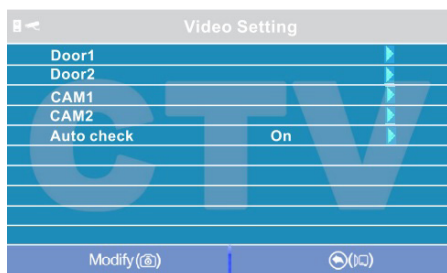 Video Setting
Door1
Door2
CAM1
CAM2
Auto check On
CTV
Modify( )
( )